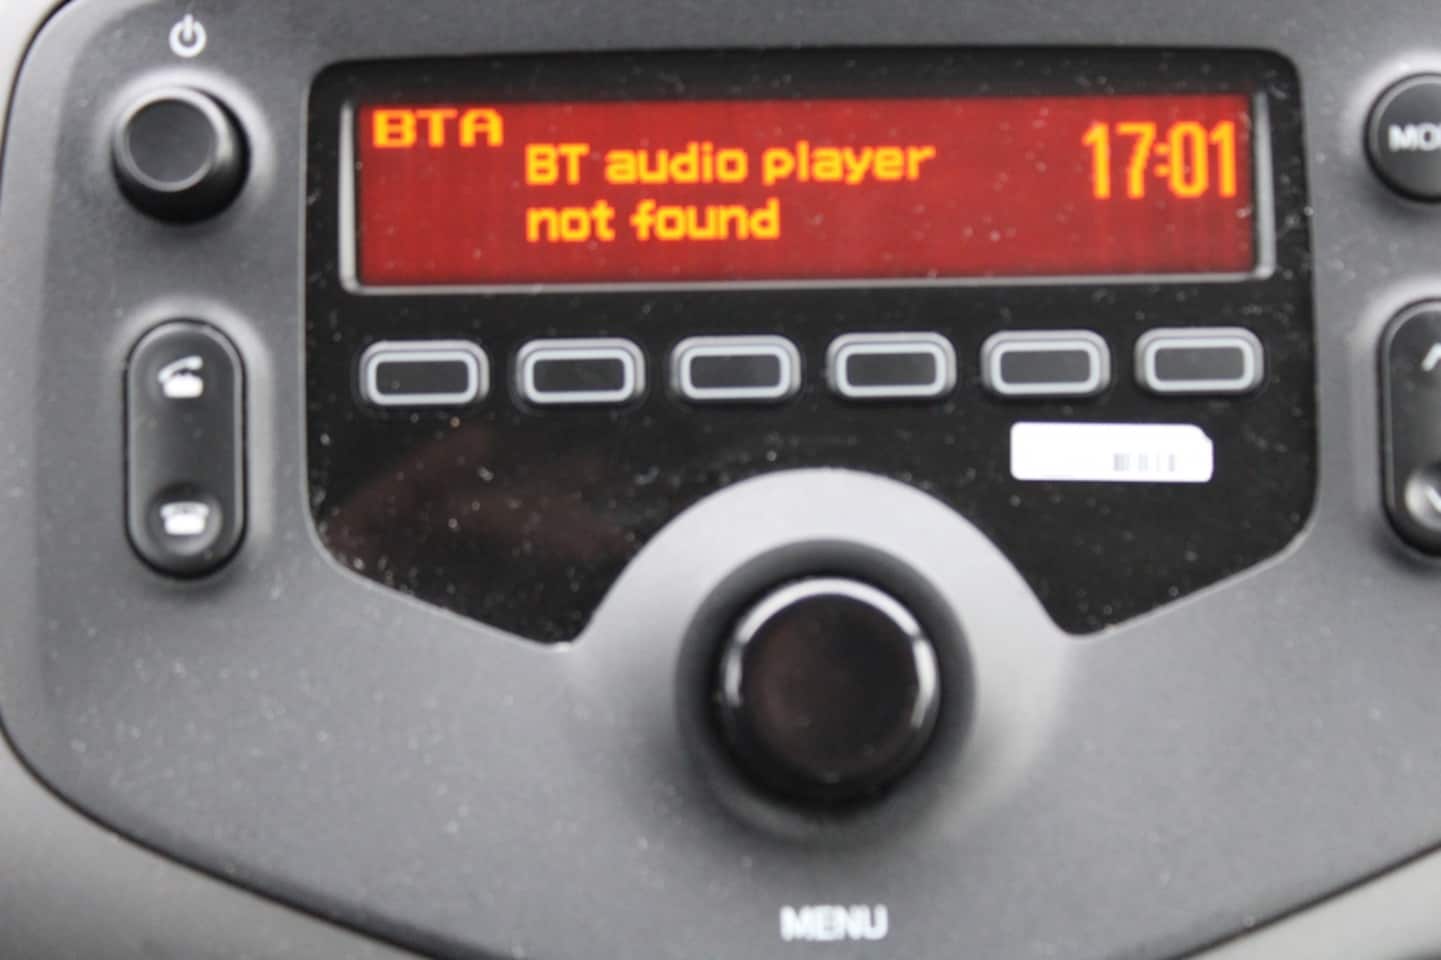 BTA
BT audio player
not found
17:01
MENU